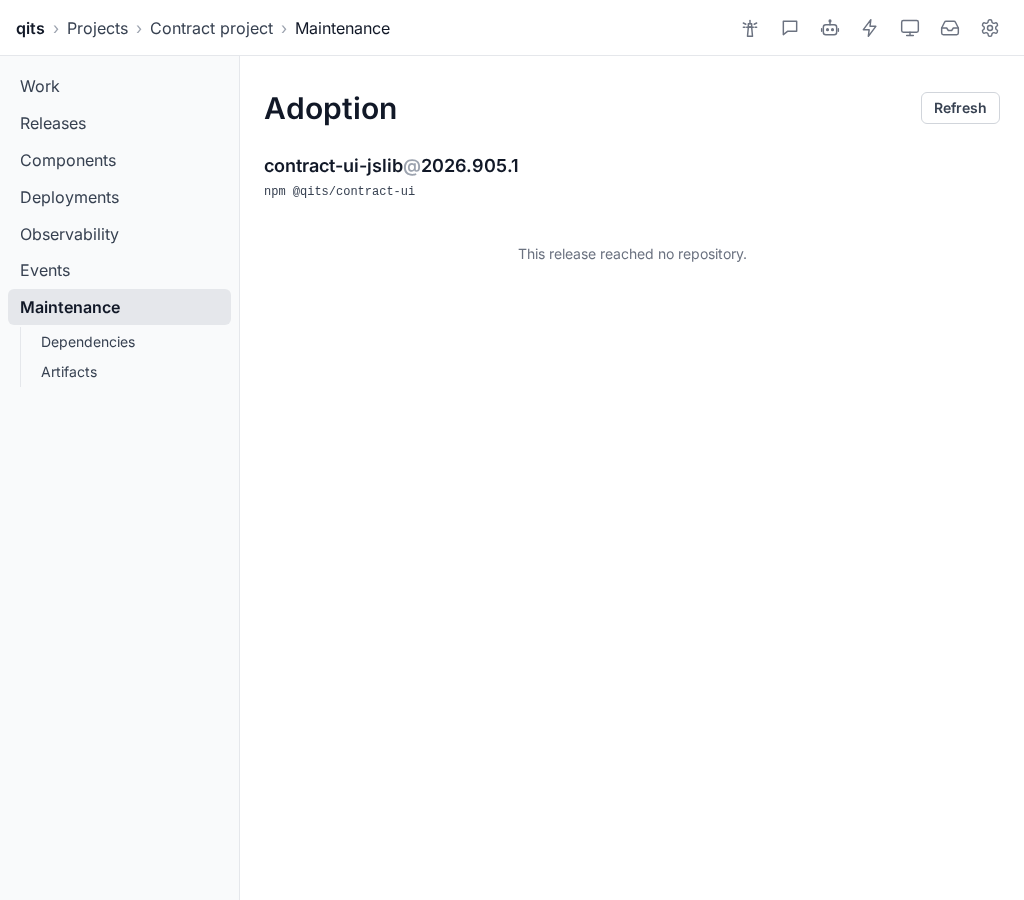 qits › Projects › Contract project › Maintenance
Work
Releases
Components
Deployments
Observability
Events
Maintenance
Dependencies
Artifacts
Adoption
Refresh
contract-ui-jslib@2026.905.1
npm @qits/contract-ui
This release reached no repository.